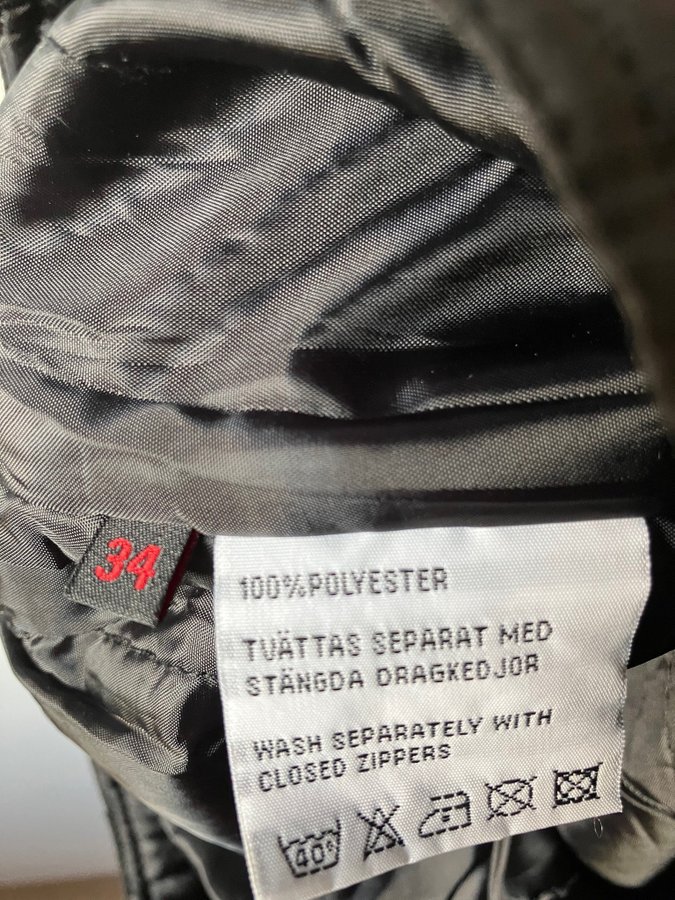 34
100%POLYESTER
TVÄTTAS SEPARAT MED
STÄNGDA DRAGKEDJOR
WASH SEPARATELY WITH
CLOSED ZIPPERS
40°